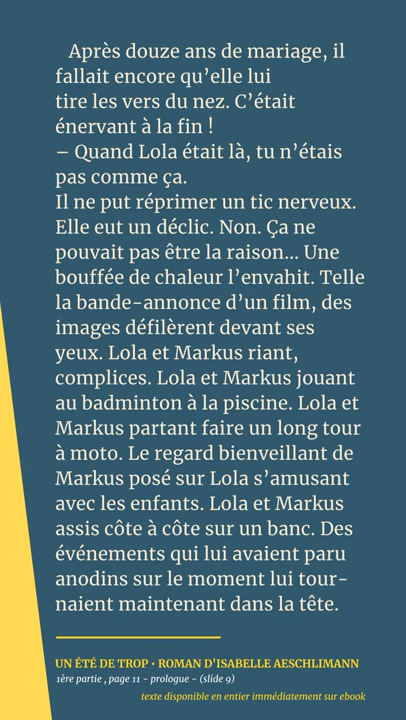 Après douze ans de mariage, il
fallait encore qu’elle lui
tire les vers du nez. C’était
énervant à la fin !
– Quand Lola était là, tu n’étais
pas comme ça.
Il ne put réprimer un tic nerveux.
Elle eut un déclic. Non. Ça ne
pouvait pas être la raison... Une
bouffée de chaleur l’envahit. Telle
la bande-annonce d’un film, des
images défilèrent devant ses
yeux. Lola et Markus riant,
complices. Lola et Markus jouant
au badminton à la piscine. Lola et
Markus partant faire un long tour
à moto. Le regard bienveillant de
Markus posé sur Lola s’amusant
avec les enfants. Lola et Markus
assis côte à côte sur un banc. Des
événements qui lui avaient paru
anodins sur le moment lui tour-
naient maintenant dans la tête.
UN ÉTÉ DE TROP • ROMAN D'ISABELLE AESCHLIMANN
1ère partie , page 11 - prologue - (slide 9)
texte disponible en entier immédiatement sur ebook